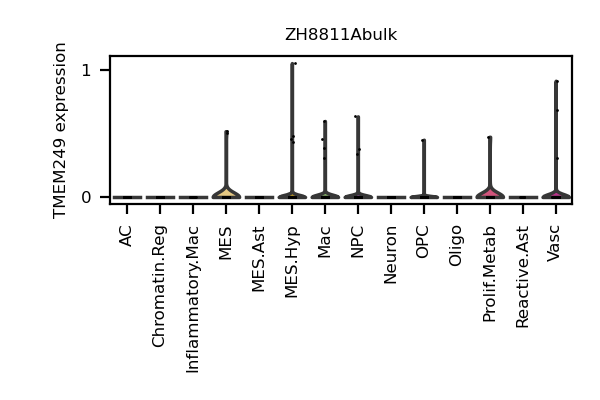 ZH8811Abulk
TMEM249 expression
1
0
AC
Chromatin.Reg
Inflammatory.Mac
MES
MES.Ast
MES.Hyp
Mac
NPC
Neuron
OPC
Oligo
Prolif.Metab
Reactive.Ast
Vasc